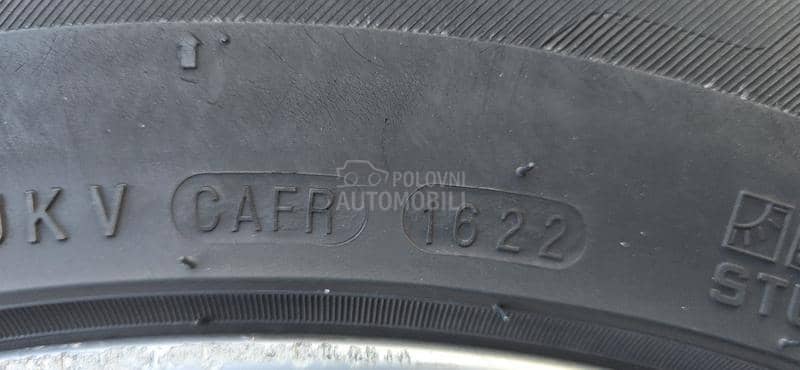 KV CAFR 1622
POLOVNI
AUTOMOBILI